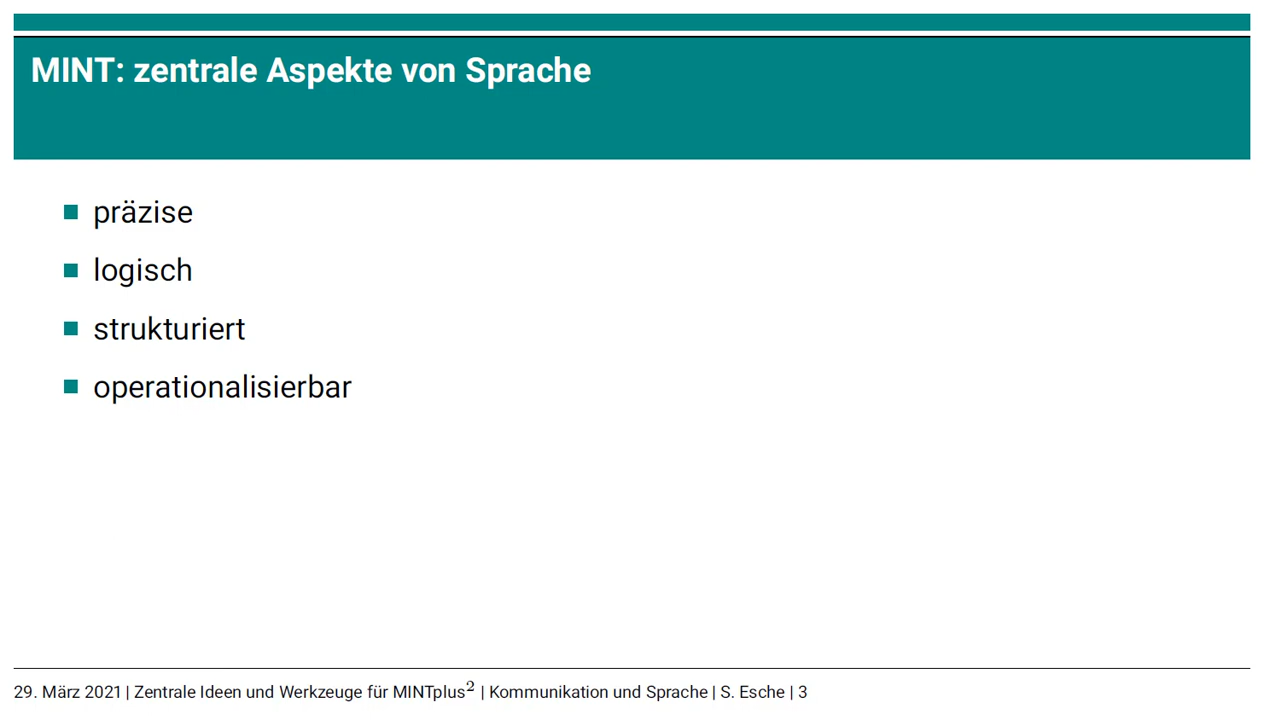 MINT: zentrale Aspekte von Sprache
präzise
logisch
strukturiert
operationalisierbar
29. März 2021 | Zentrale Ideen und Werkzeuge für MINTplus² | Kommunikation und Sprache | S. Esche | 3